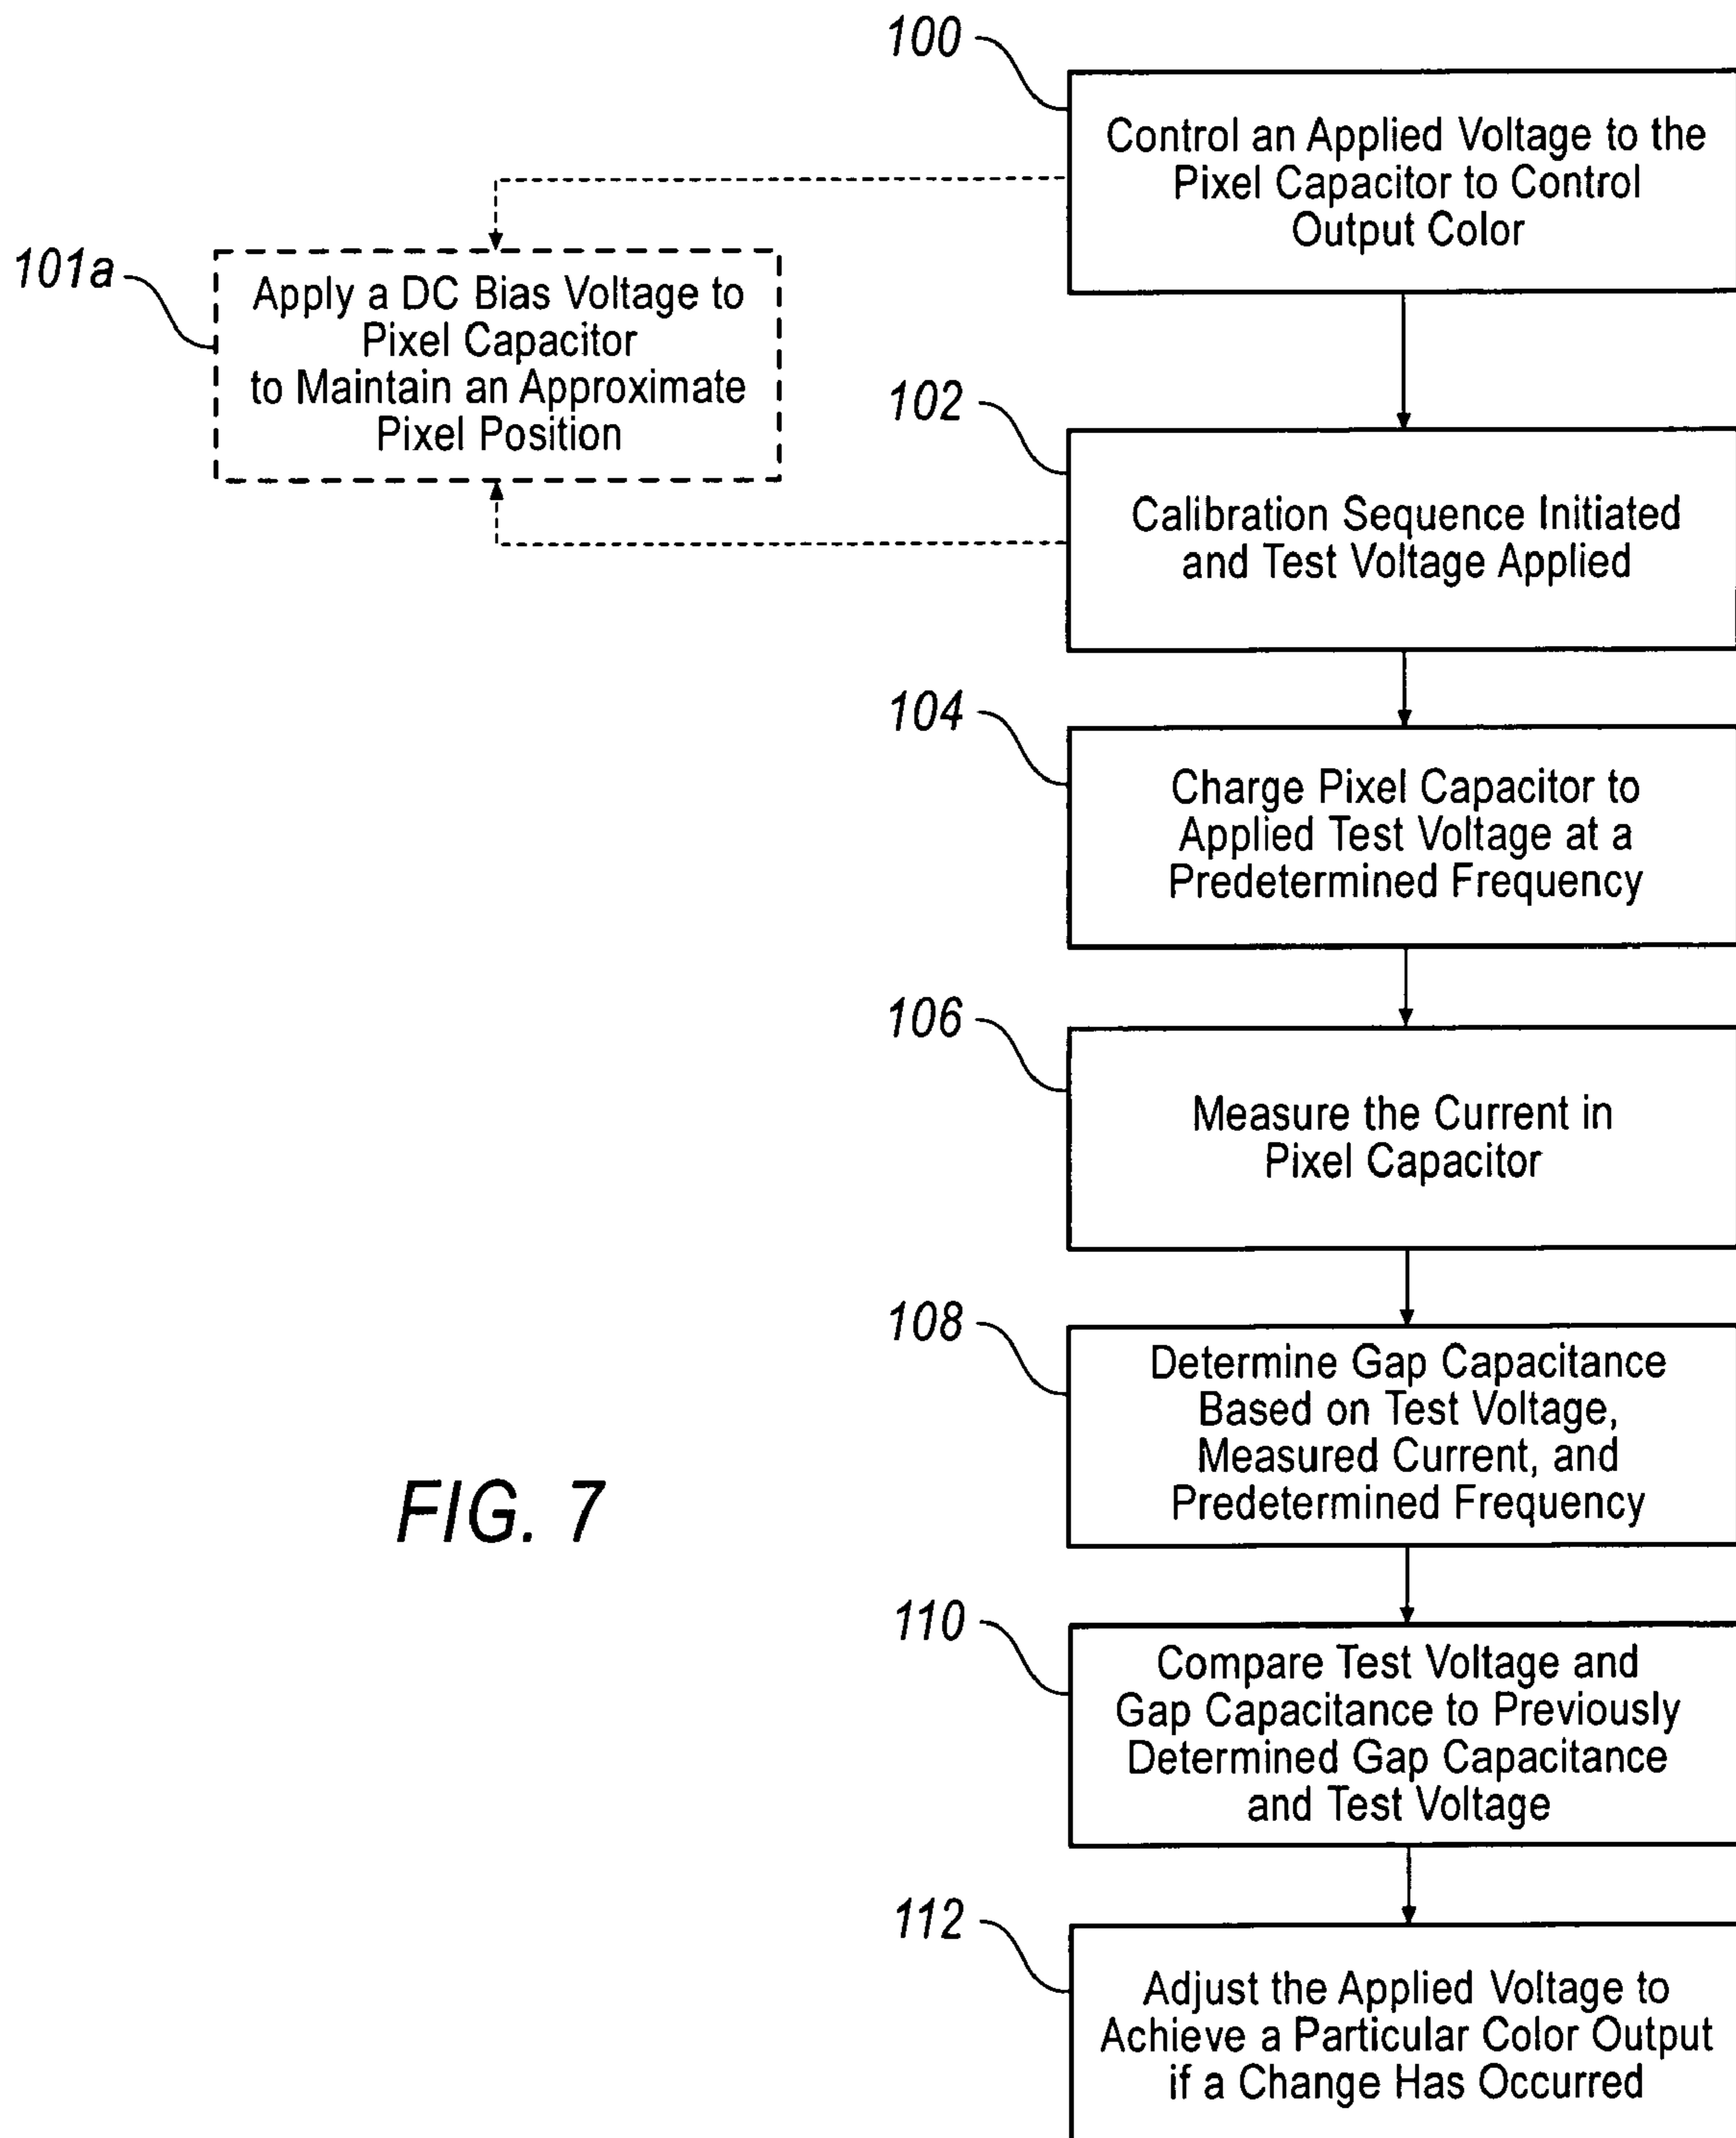 100
Control an Applied Voltage to the
Pixel Capacitor to Control
Output Color
101a
Apply a DC Bias Voltage to
Pixel Capacitor
to Maintain an Approximate
Pixel Position
102
Calibration Sequence Initiated
and Test Voltage Applied
104
Charge Pixel Capacitor to
Applied Test Voltage at a
Predetermined Frequency
106
Measure the Current in
Pixel Capacitor
108
Determine Gap Capacitance
Based on Test Voltage,
Measured Current, and
Predetermined Frequency
FIG. 7
110
Compare Test Voltage and
Gap Capacitance to Previously
Determined Gap Capacitance
and Test Voltage
112
Adjust the Applied Voltage to
Achieve a Particular Color Output
if a Change Has Occurred